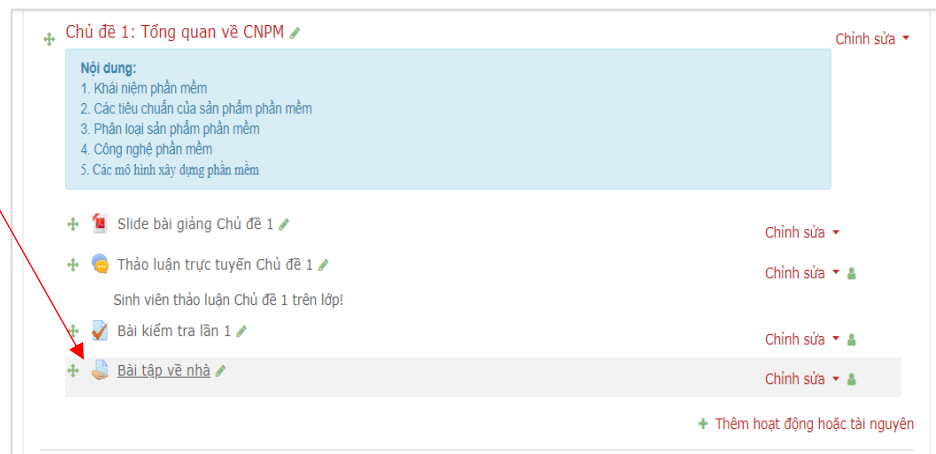 Chủ đề 1: Tổng quan về CNPM
Chỉnh sửa
Nội dung:
1. Khái niệm phần mềm
2. Các tiêu chuẩn của sản phẩm phần mềm
3. Phân loại sản phẩm phần mềm
4. Công nghệ phần mềm
5. Các mô hình xây dựng phần mềm
Slide bài giảng Chủ đề 1
Chỉnh sửa
Thảo luận trực tuyến Chủ đề 1
Chỉnh sửa
Sinh viên thảo luận Chủ đề 1 trên lớp!
Bài kiểm tra lần 1
Chỉnh sửa
Bài tập về nhà
Chỉnh sửa
Thêm hoạt động hoặc tài nguyên